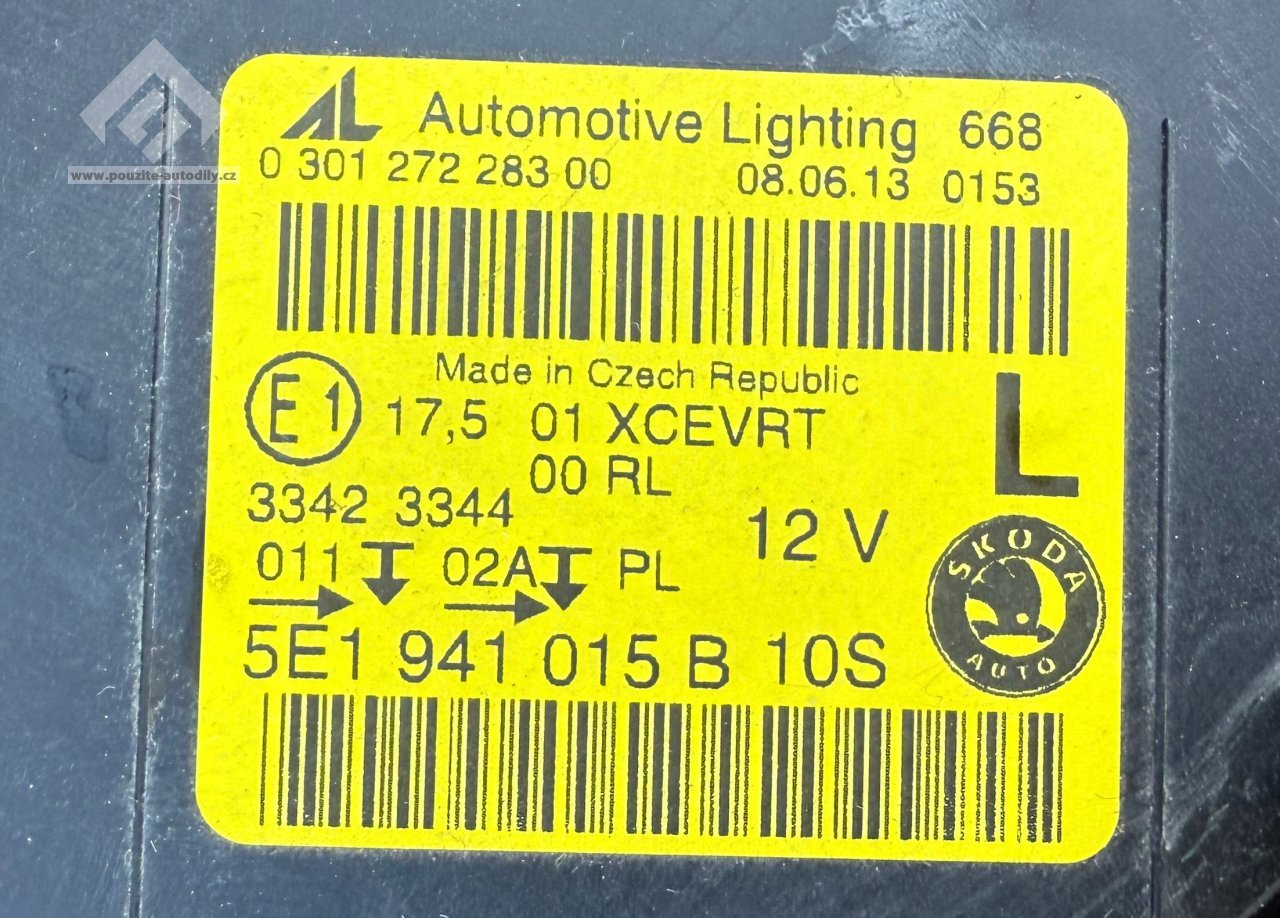 AL Automotive Lighting 668
www.pouzite-autodily.cz
0 301 272 283 00 08.06.13 0153
Made in Czech Republic
E1 17,5 01 XCEVRT L
00 RL
3342 3344
12 V
011 02A PL
SKODA
AUTO
5E1 941 015 B 10S